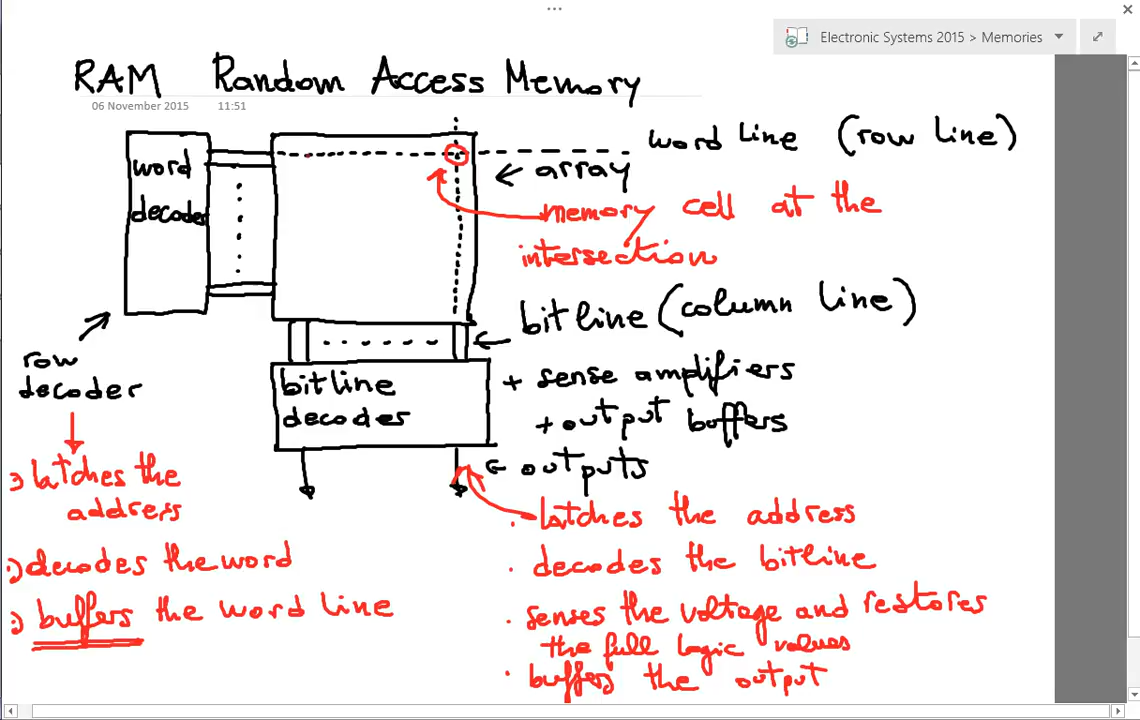 Electronic Systems 2015 > Memories
RAM Random Access Memory
06 November 2015 11:51
word line (row line)
word
decoder
array
memory cell at the
intersection
bitline (column line)
row
decoder
bitline
decoder
+ sense amplifiers
+ output buffers
outputs
latches the
address
decodes the word
buffers the word line
· latches the address
· decodes the bitline
· senses the voltage and restores
the full logic values
· buffers the output